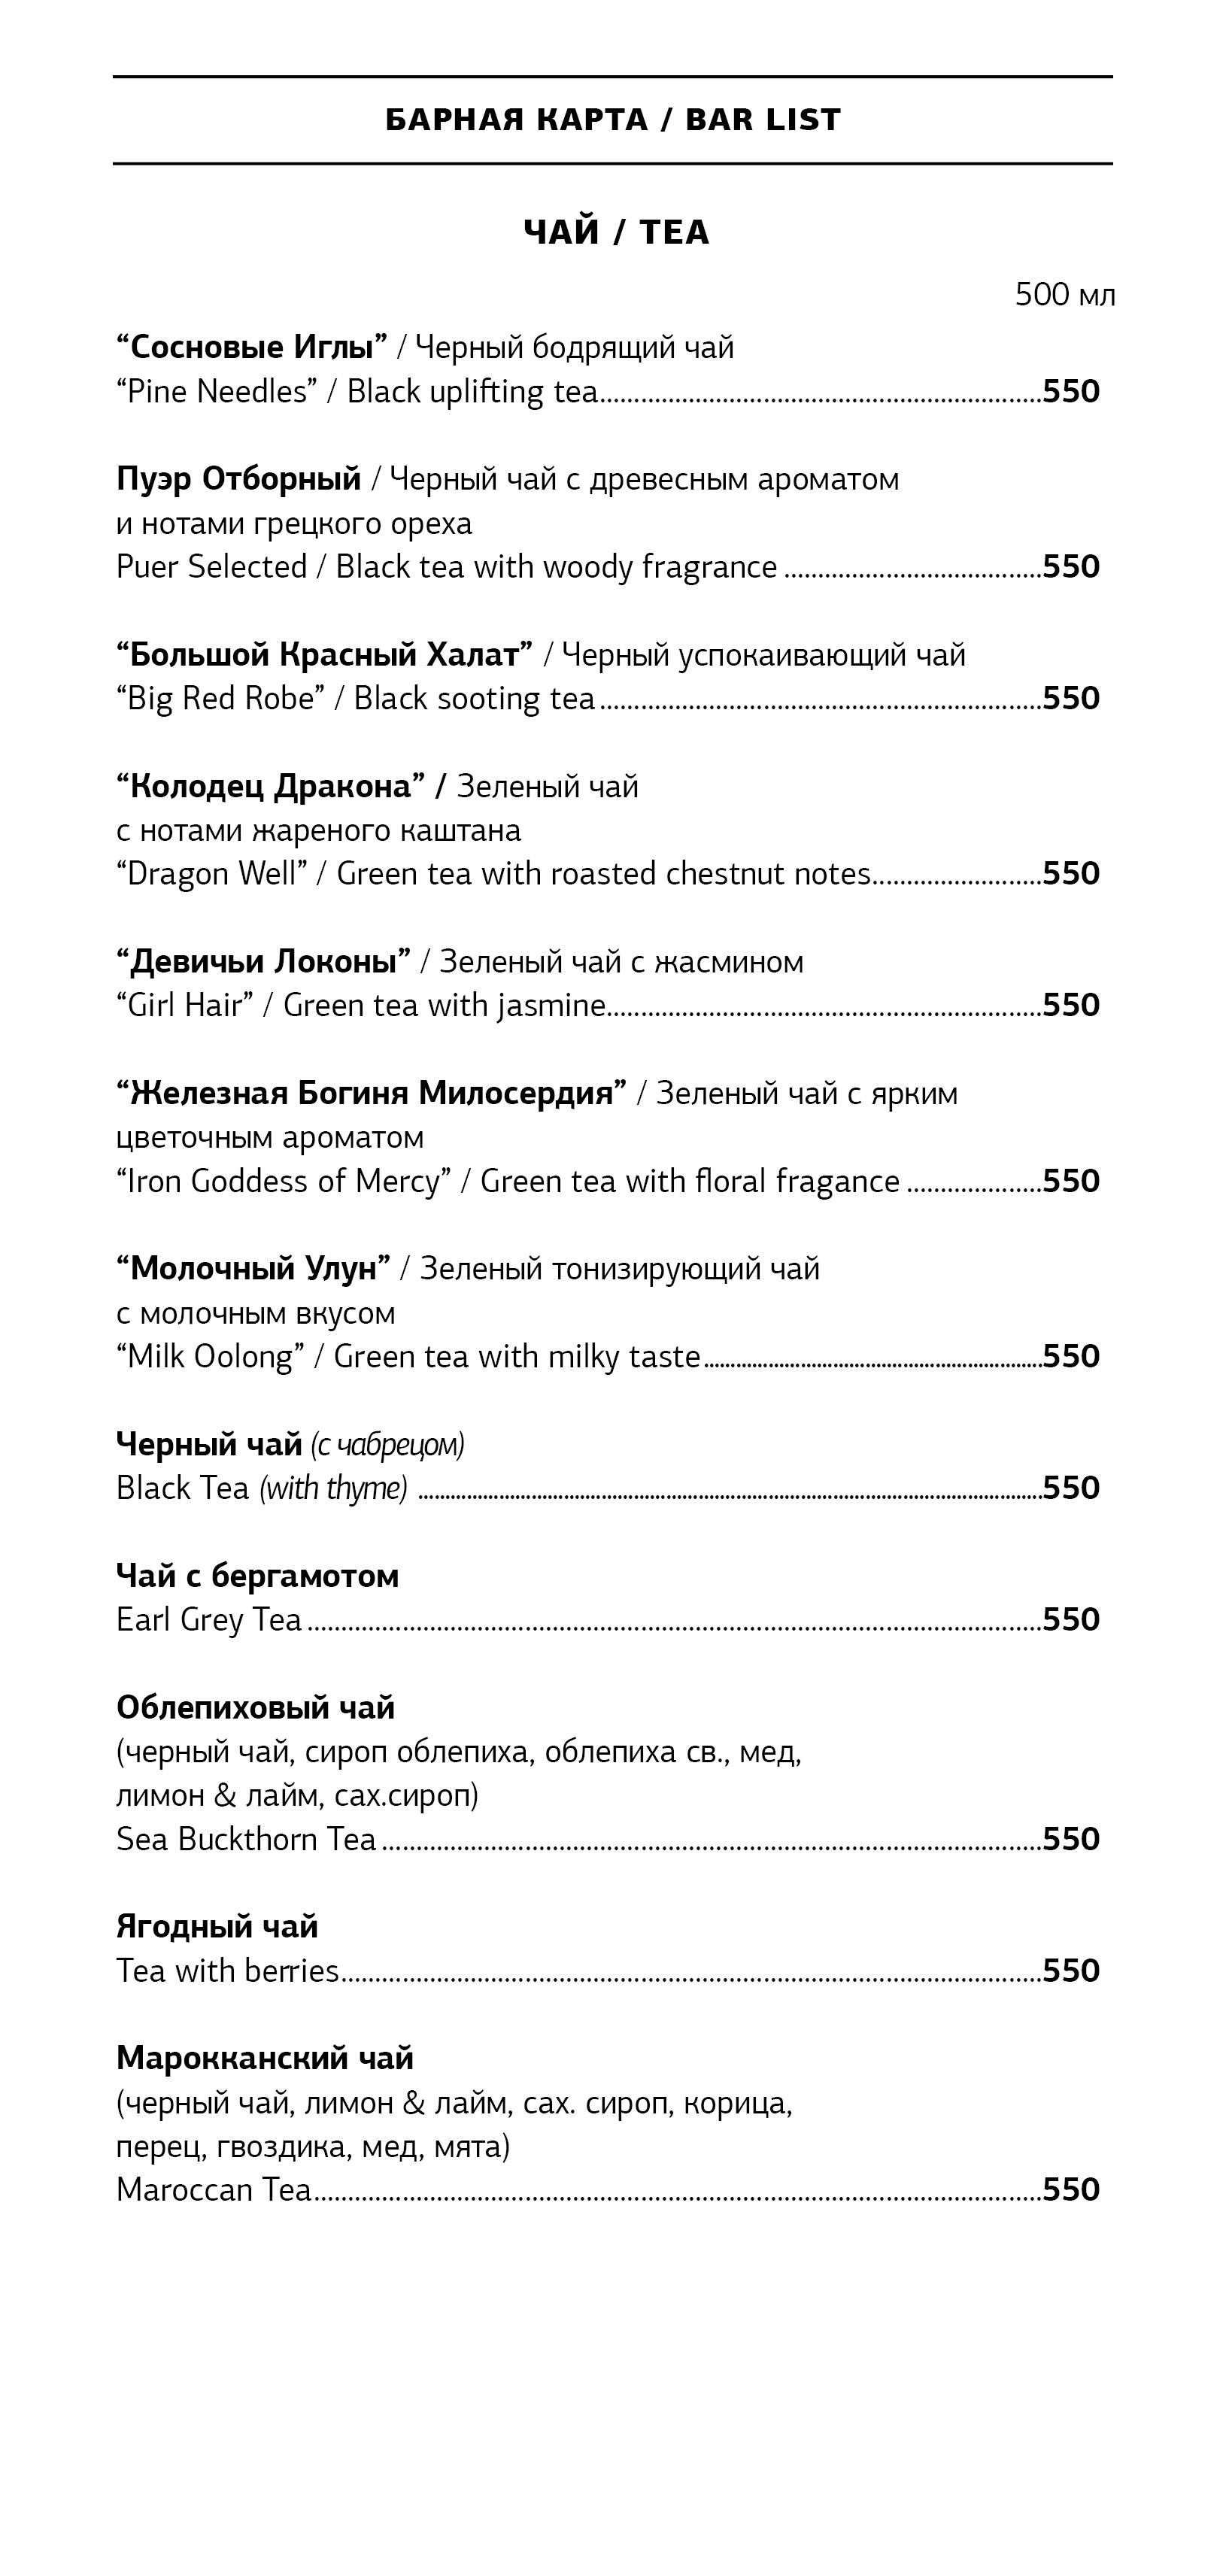 БАРНАЯ КАРТА / BAR LIST
ЧАЙ / TEA
500 мл
“Сосновые Иглы” / Черный бодрящий чай
“Pine Needles” / Black uplifting tea..........550
Пуэр Отборный / Черный чай с древесным ароматом
и нотами грецкого ореха
Puer Selected / Black tea with woody fragrance ..........550
“Большой Красный Халат” / Черный успокаивающий чай
“Big Red Robe” / Black sooting tea..........550
“Колодец Дракона” / Зеленый чай
с нотами жареного каштана
“Dragon Well” / Green tea with roasted chestnut notes..........550
“Девичьи Локоны” / Зеленый чай с жасмином
“Girl Hair” / Green tea with jasmine..........550
“Железная Богиня Милосердия” / Зеленый чай с ярким
цветочным ароматом
“Iron Goddess of Mercy” / Green tea with floral fragance ..........550
“Молочный Улун” / Зеленый тонизирующий чай
с молочным вкусом
“Milk Oolong” / Green tea with milky taste..........550
Черный чай (с чабрецом)
Black Tea (with thyme) ..........550
Чай с бергамотом
Earl Grey Tea..........550
Облепиховый чай
(черный чай, сироп облепиха, облепиха св., мед,
лимон & лайм, сах.сироп)
Sea Buckthorn Tea..........550
Ягодный чай
Tea with berries..........550
Марокканский чай
(черный чай, лимон & лайм, сах. сироп, корица,
перец, гвоздика, мед, мята)
Maroccan Tea..........550